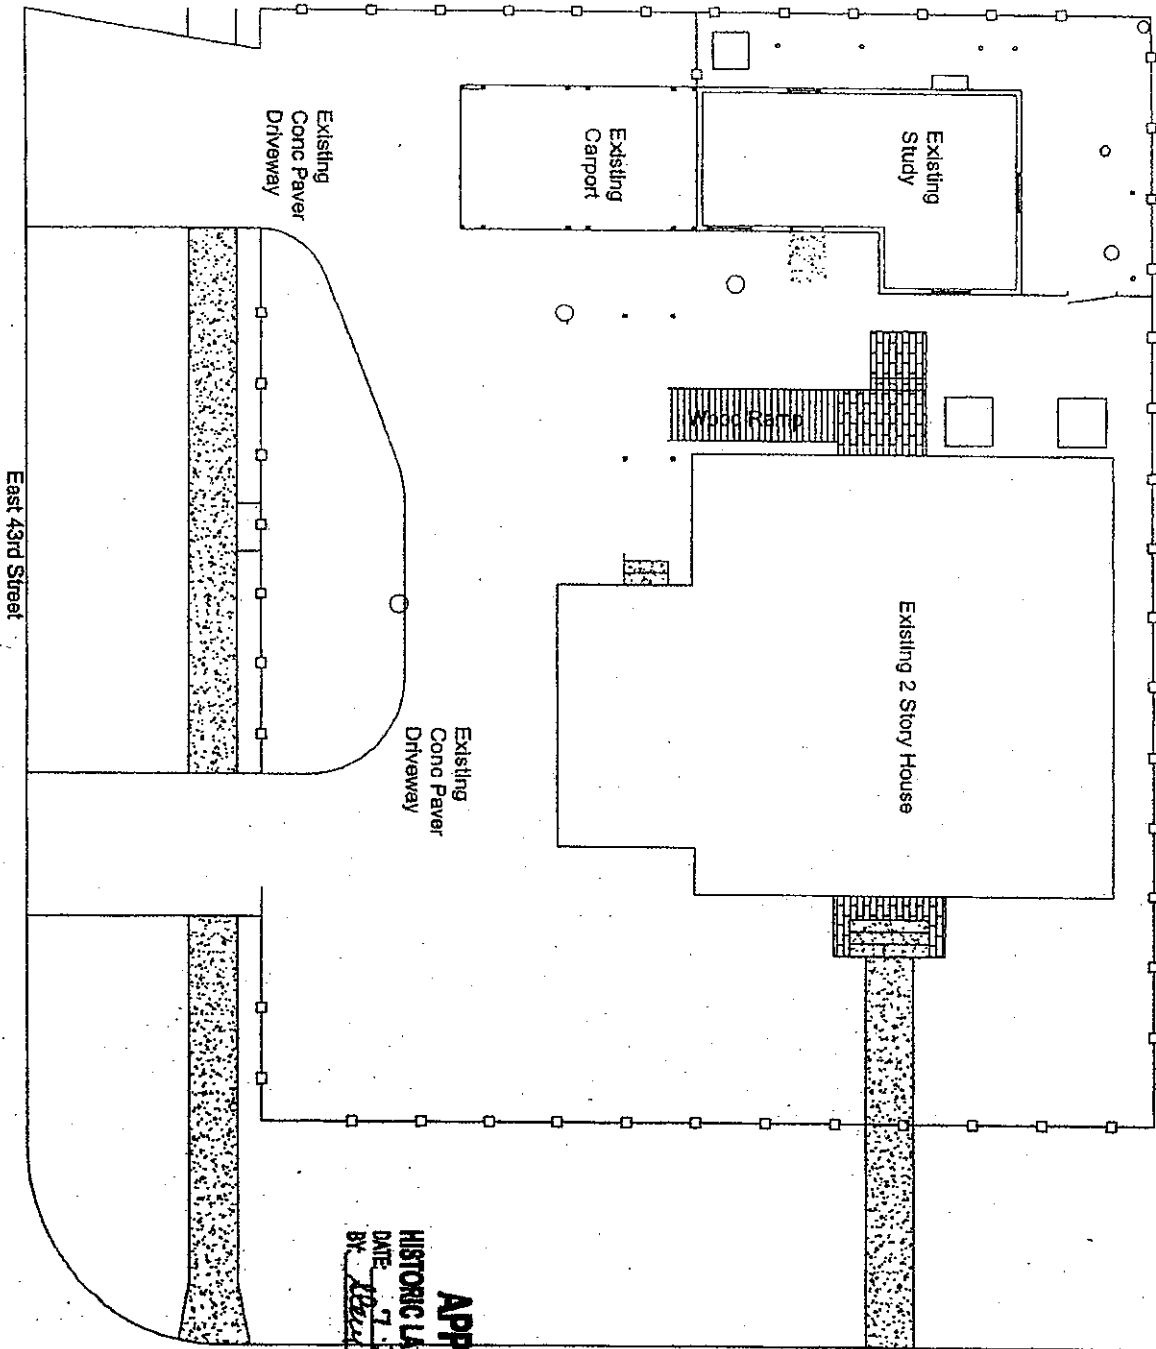 Existing
Study
Existing
Carport
Existing
Conc Paver
Driveway
Wood Ramp
Existing 2 Story House
Existing
Conc Paver
Driveway
East 43rd Street
APP
HISTORIC LA
DATE 7
BY